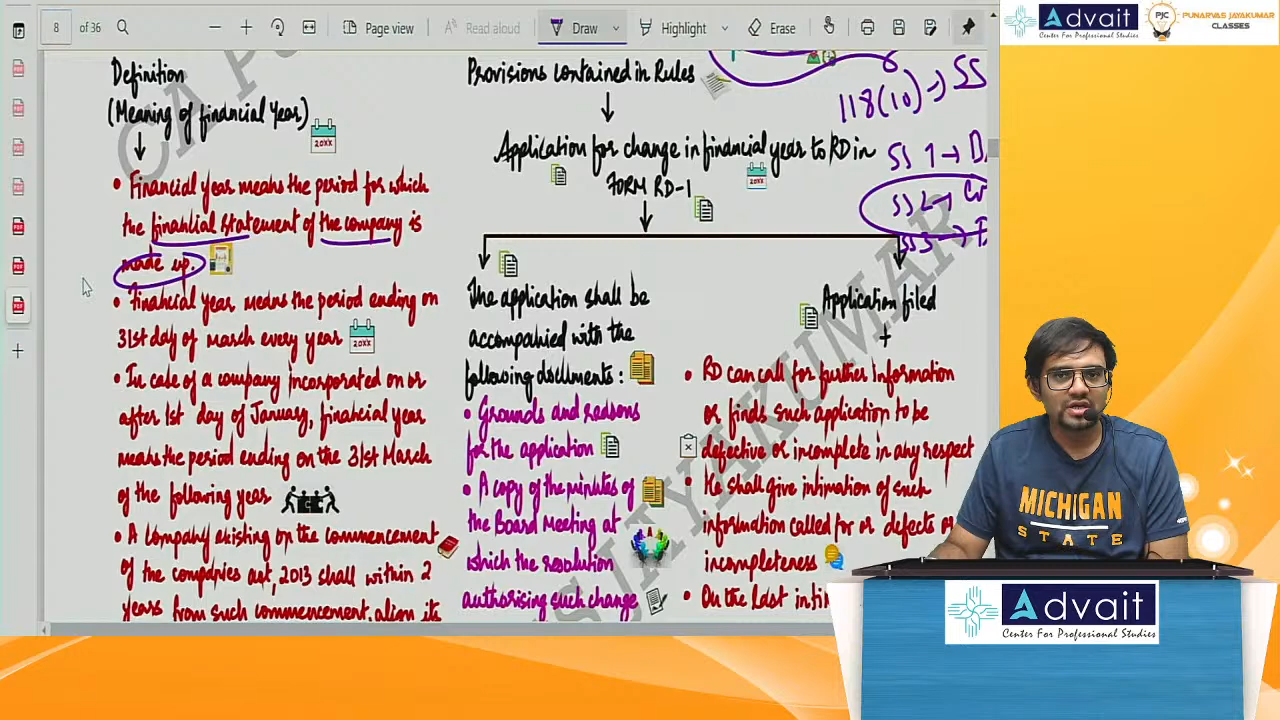 8 of 36
Page view
Read aloud
Draw
Highlight
Erase
Advait
Center For Professional Studies
PJC
PUNARVAS JAYAKUMAR
CLASSES
Definition
(Meaning of financial year)
20XX
• Financial year means the period for which
the financial statement of the company is
made up.
• Financial year means the period ending on
31st day of march every year
20XX
• In case of a company incorporated on or
after 1st day of January, financial year
means the period ending on the 31st March
of the following year
• A company existing on the commencement
of the companies act, 2013 shall within 2
years from such commencement, align its
Provisions contained in Rules
Application for change in financial year to RD in
FORM RD-1
20XX
The application shall be
accompanied with the
following documents :
• Grounds and reasons
for the application
• A copy of the minutes of
the Board Meeting at
which the resolution
authorising such change
Application filed
+
• RD can call for further information
or finds such application to be
defective or incomplete in any respect
• He shall give intimation of such
information called for or defects or
incompleteness
• On the last
118(10) → SS
SS 1 →
SS2 →
SS3 →
JAYAKUMAR
MICHIGAN
STATE
Advait
Center For Professional Studies